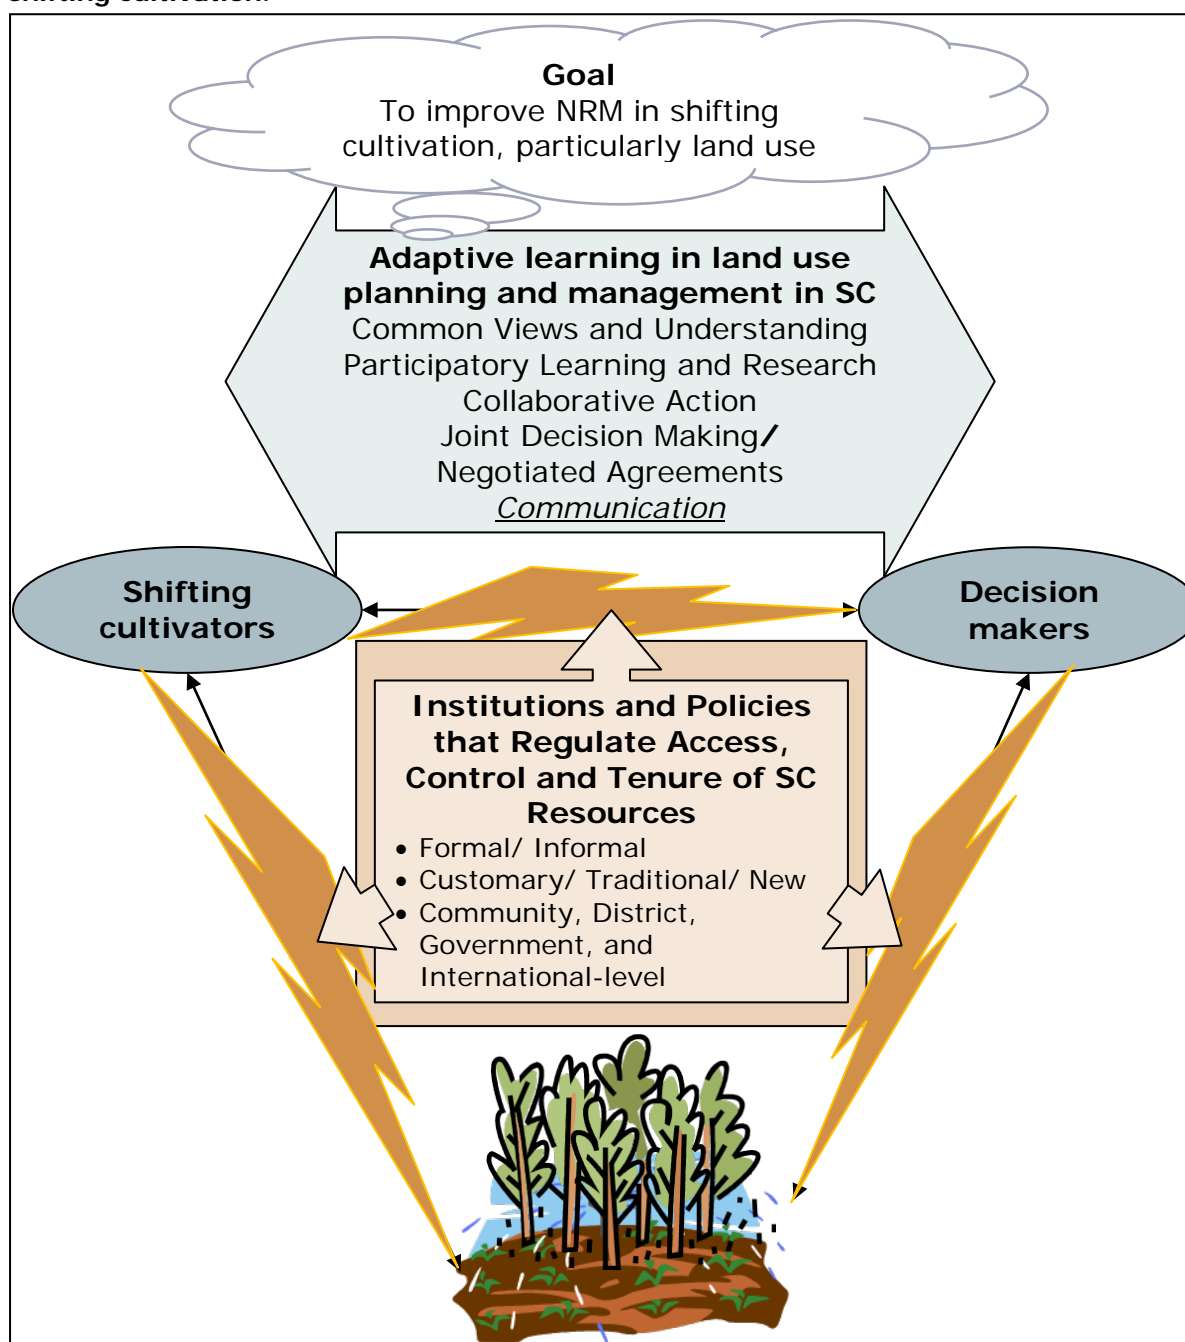 shifting cultivation.
Goal
To improve NRM in shifting
cultivation, particularly land use
Adaptive learning in land use
planning and management in SC
Common Views and Understanding
Participatory Learning and Research
Collaborative Action
Joint Decision Making/
Negotiated Agreements
Communication
Shifting
cultivators
Decision
makers
Institutions and Policies
that Regulate Access,
Control and Tenure of SC
Resources
• Formal/ Informal
• Customary/ Traditional/ New
• Community, District,
Government, and
International-level